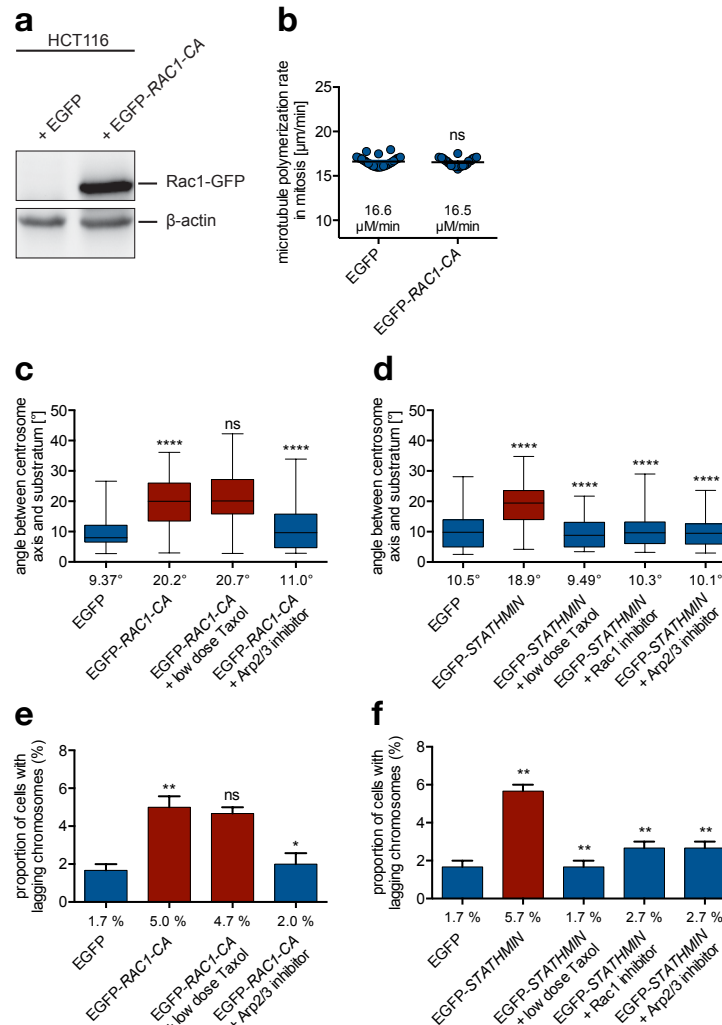 a
HCT116
+ EGFP
+ EGFP-RAC1-CA
Rac1-GFP
β-actin
b
microtubule polymerization rate
in mitosis [µm/min]
25
20
15
10
ns
16.6
µM/min
16.5
µM/min
EGFP
EGFP-RAC1-CA
c
angle between centrosome
axis and substratum [°]
50
40
30
20
10
0
****
ns
****
9.37°
20.2°
20.7°
11.0°
EGFP
EGFP-RAC1-CA
EGFP-RAC1-CA
+ low dose Taxol
EGFP-RAC1-CA
+ Arp2/3 inhibitor
d
angle between centrosome
axis and substratum [°]
50
40
30
20
10
0
****
****
****
****
10.5°
18.9°
9.49°
10.3°
10.1°
EGFP
EGFP-STATHMIN
EGFP-STATHMIN
+ low dose Taxol
EGFP-STATHMIN
+ Rac1 inhibitor
EGFP-STATHMIN
+ Arp2/3 inhibitor
e
proportion of cells with
lagging chromosomes (%)
8
6
4
2
0
**
ns
*
1.7 %
5.0 %
4.7 %
2.0 %
EGFP
EGFP-RAC1-CA
EGFP-RAC1-CA
low dose Taxol
EGFP-RAC1-CA
+ Arp2/3 inhibitor
f
proportion of cells with
lagging chromosomes (%)
8
6
4
2
0
**
**
**
**
1.7 %
5.7 %
1.7 %
2.7 %
2.7 %
EGFP
EGFP-STATHMIN
EGFP-STATHMIN
+ low dose Taxol
EGFP-STATHMIN
+ Rac1 inhibitor
EGFP-STATHMIN
+ Arp2/3 inhibitor